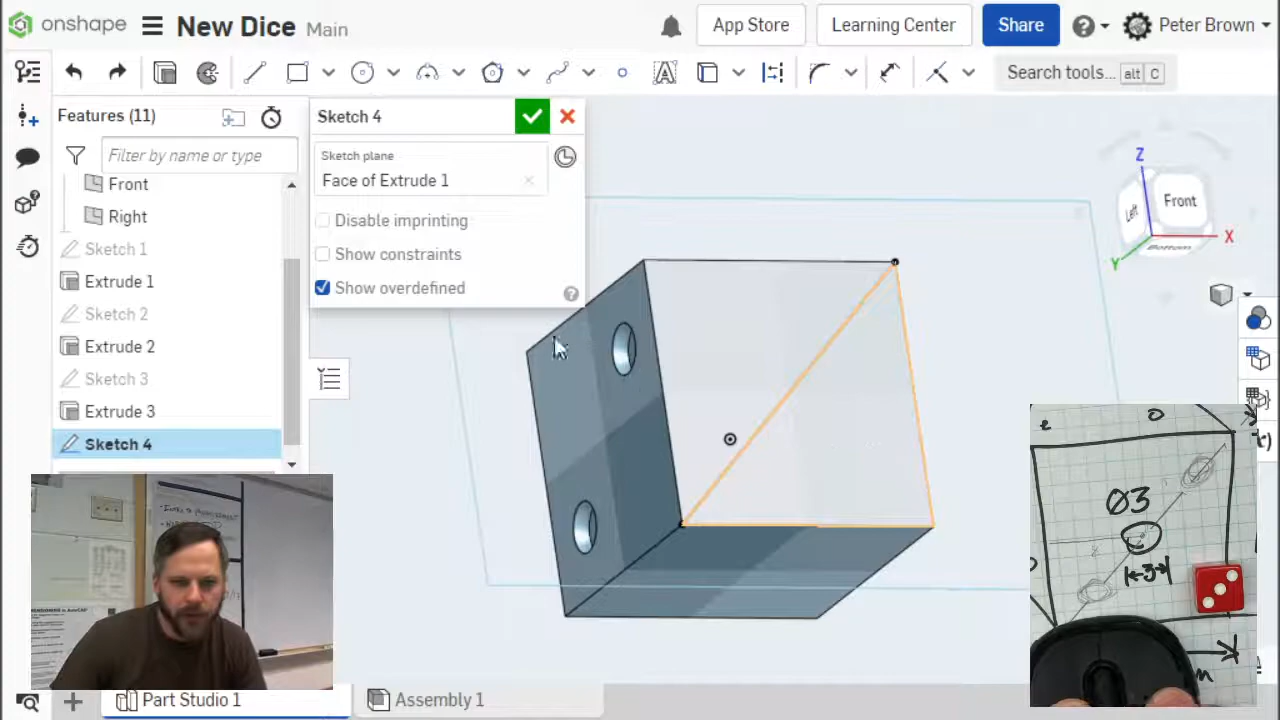 onshape
New Dice Main
App Store
Learning Center
Share
Peter Brown
Search tools... alt C
Features (11)
Filter by name or type
Front
Right
Sketch 1
Extrude 1
Sketch 2
Extrude 2
Sketch 3
Extrude 3
Sketch 4
Sketch 4
Sketch plane
Face of Extrude 1
Disable imprinting
Show constraints
Show overdefined
Z
Left
Front
Bottom
X
Y
Ø3
3
Part Studio 1
Assembly 1